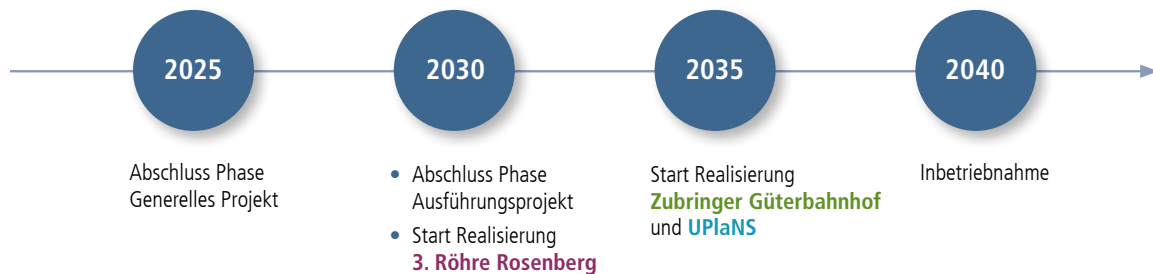 2025
2030
2035
2040
Abschluss Phase
Generelles Projekt
• Abschluss Phase
Ausführungsprojekt
• Start Realisierung
3. Röhre Rosenberg
Start Realisierung
Zubringer Güterbahnhof
und UPlaNS
Inbetriebnahme